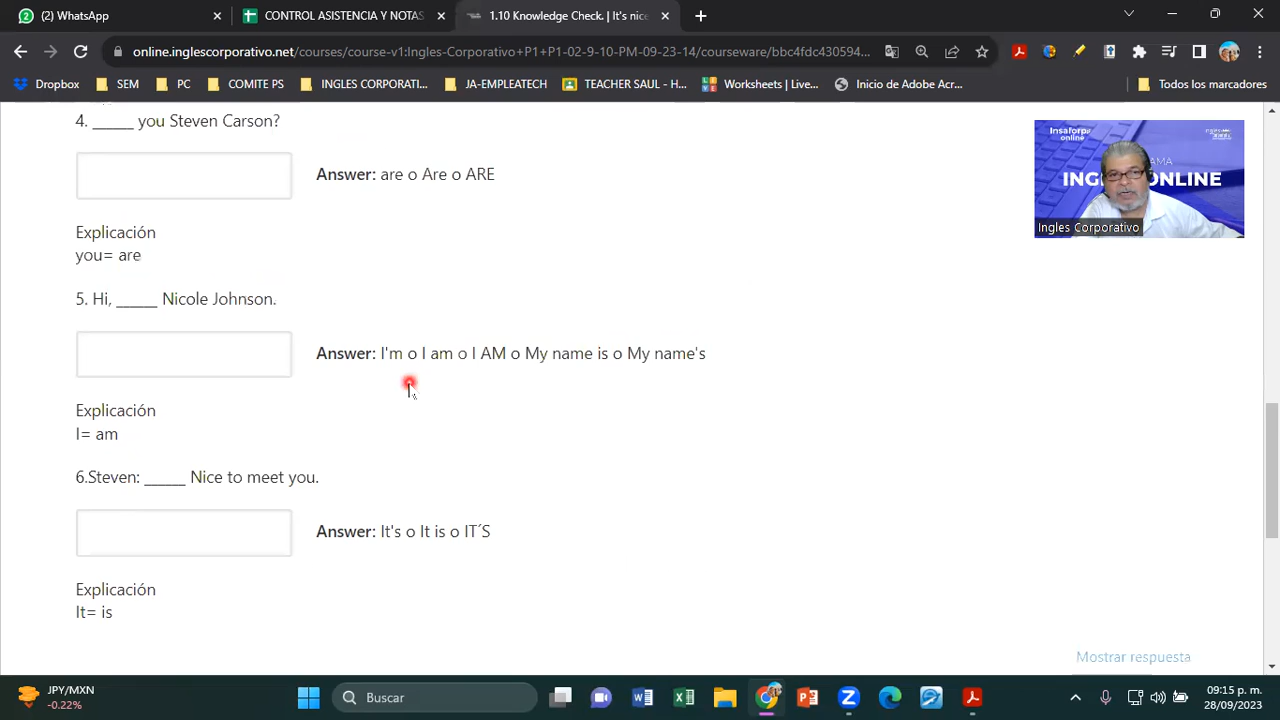 (2) WhatsApp
CONTROL ASISTENCIA Y NOTAS
1.10 Knowledge Check. | It's nice
online.inglescorporativo.net/courses/course-v1:Ingles-Corporativo+P1+P1-02-9-10-PM-09-23-14/courseware/bbc4fdc430594...
Dropbox
SEM
PC
COMITE PS
INGLES CORPORATI...
JA-EMPLEATECH
TEACHER SAUL - H...
Worksheets | Live...
Inicio de Adobe Acr...
Todos los marcadores
4. _____ you Steven Carson?
Answer: are o Are o ARE
Explicación
you= are
5. Hi, _____ Nicole Johnson.
Answer: I'm o I am o I AM o My name is o My name's
Explicación
I= am
6.Steven: _____ Nice to meet you.
Answer: It's o It is o IT´S
Explicación
It= is
Mostrar respuesta
online
Ingles Corporativo
Buscar
JPY/MXN
-0.22%
09:15 p. m.
28/09/2023